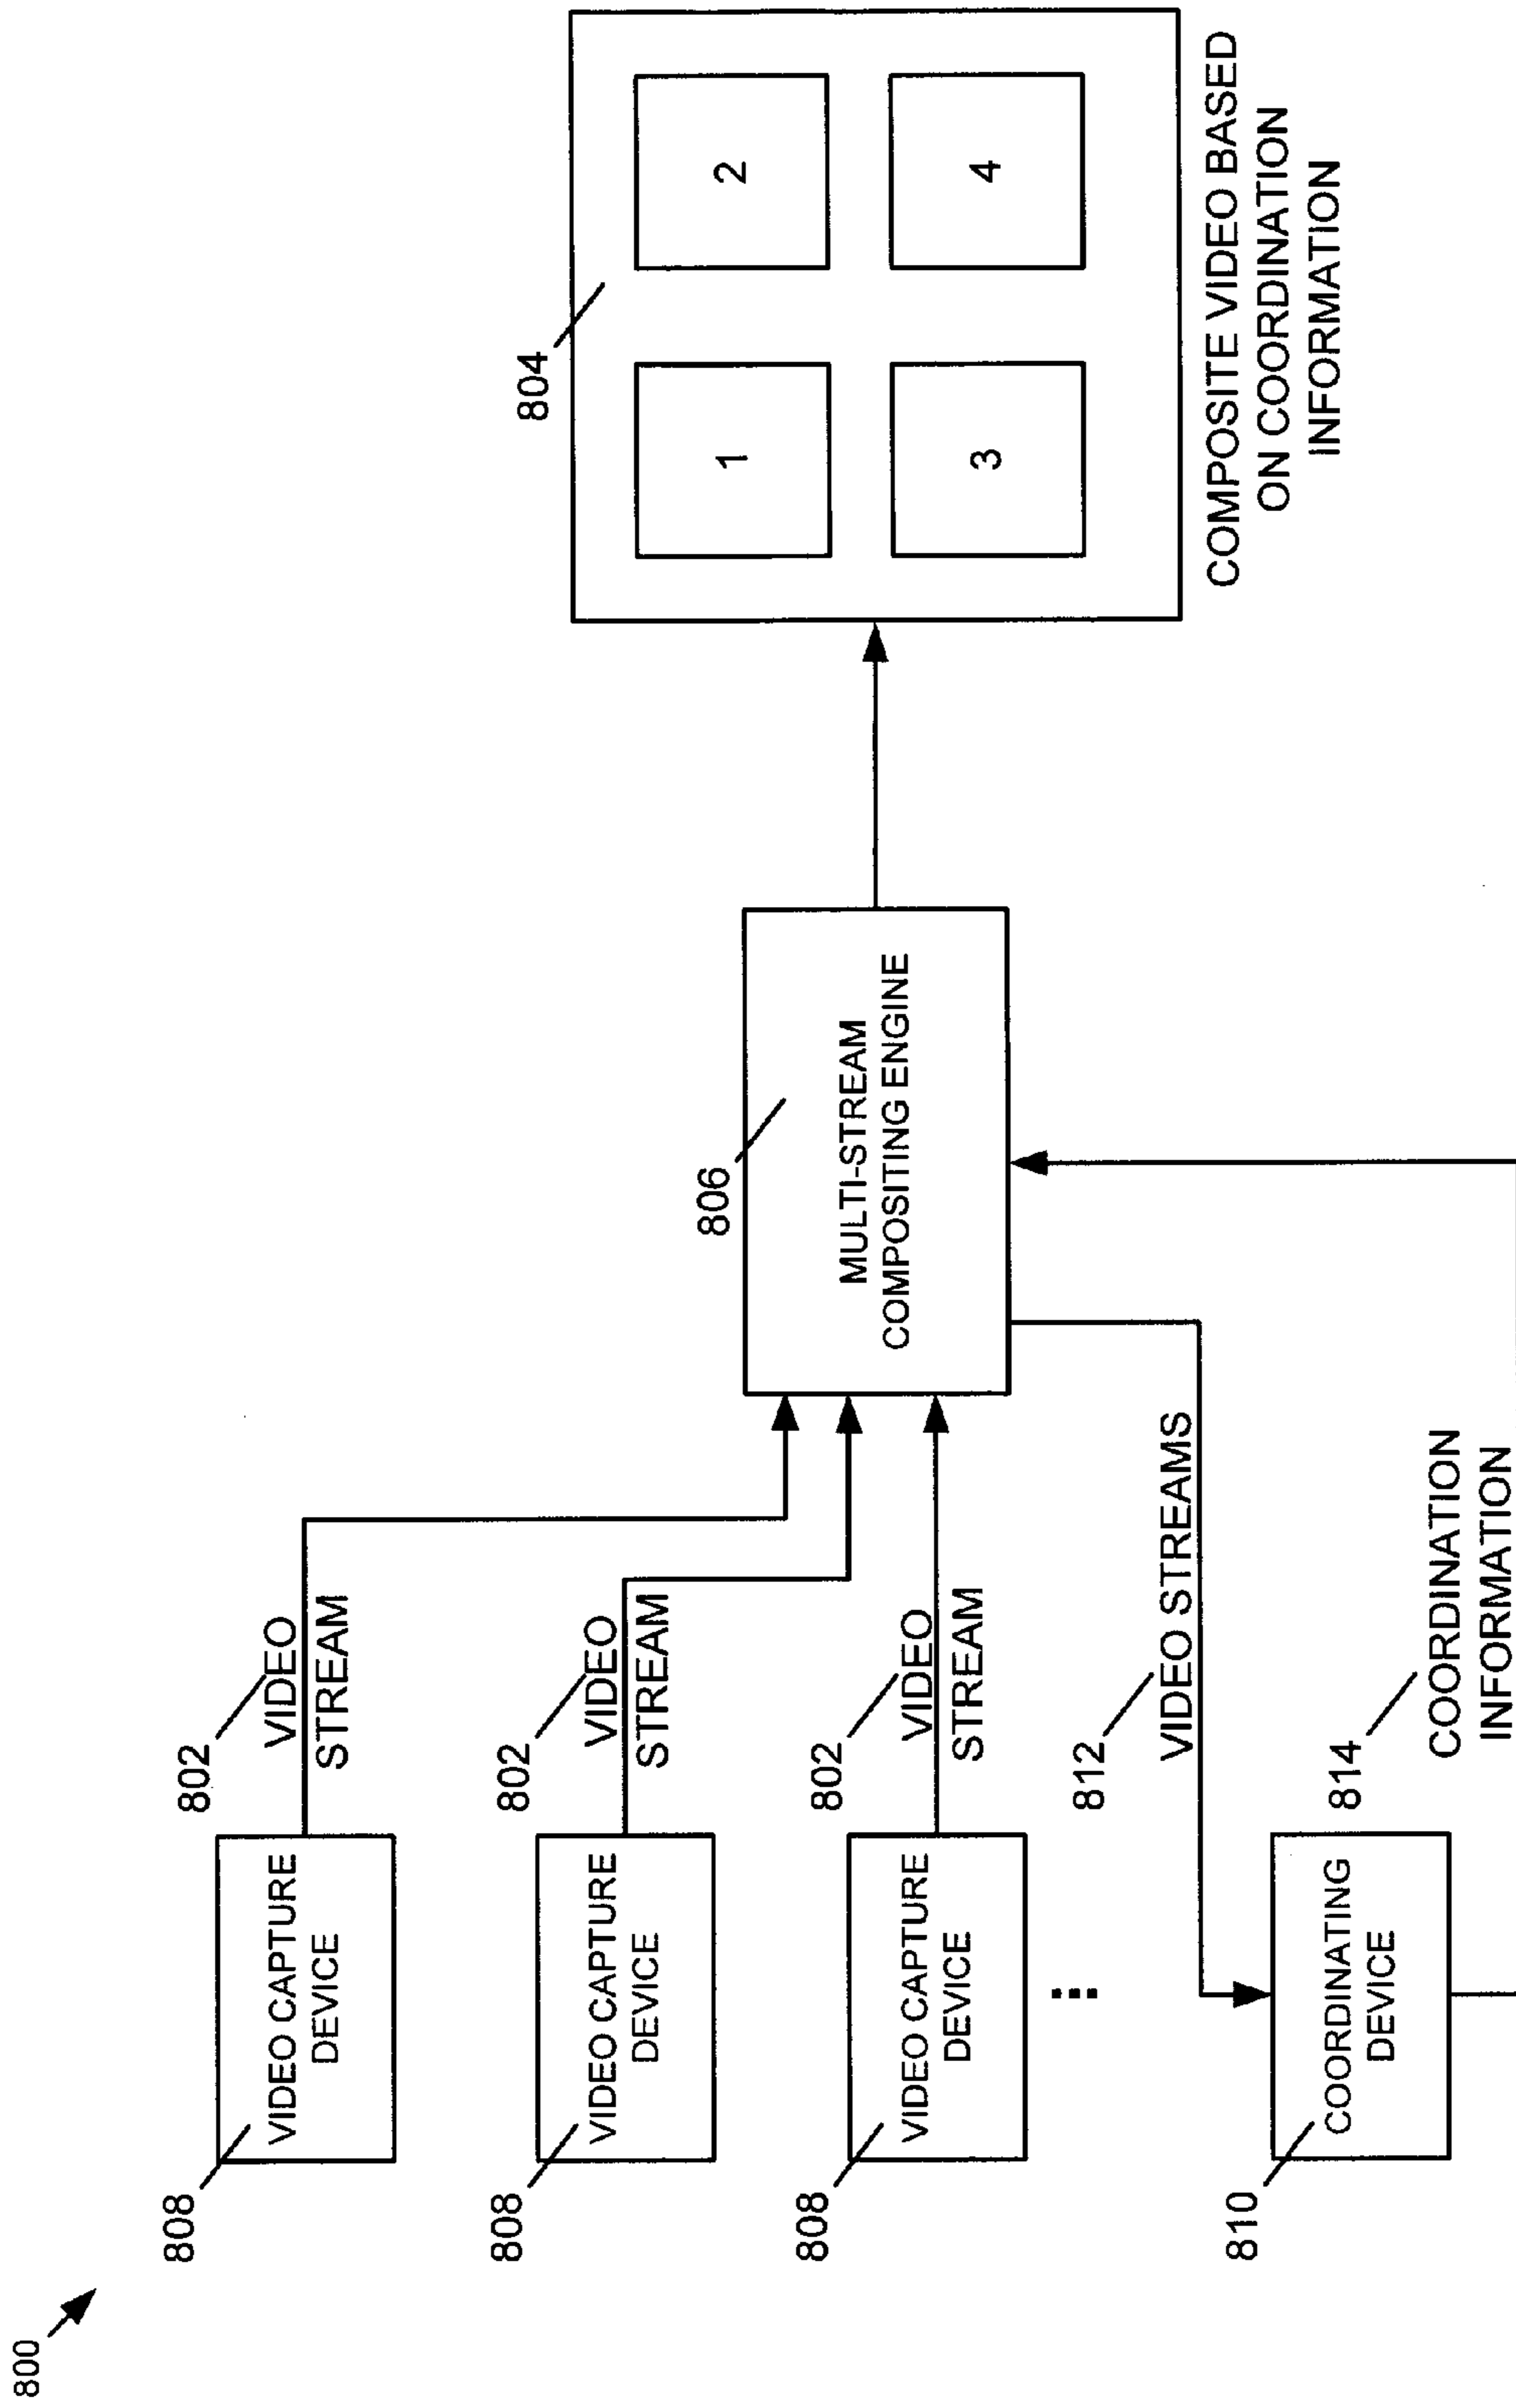 800
808
VIDEO CAPTURE
DEVICE
802
VIDEO
STREAM
808
VIDEO CAPTURE
DEVICE
802
VIDEO
STREAM
808
VIDEO CAPTURE
DEVICE
802
VIDEO
STREAM
810
COORDINATING
DEVICE
812
VIDEO STREAMS
814
COORDINATION
INFORMATION
806
MULTI-STREAM
COMPOSITING ENGINE
804
1
2
3
4
COMPOSITE VIDEO BASED
ON COORDINATION
INFORMATION